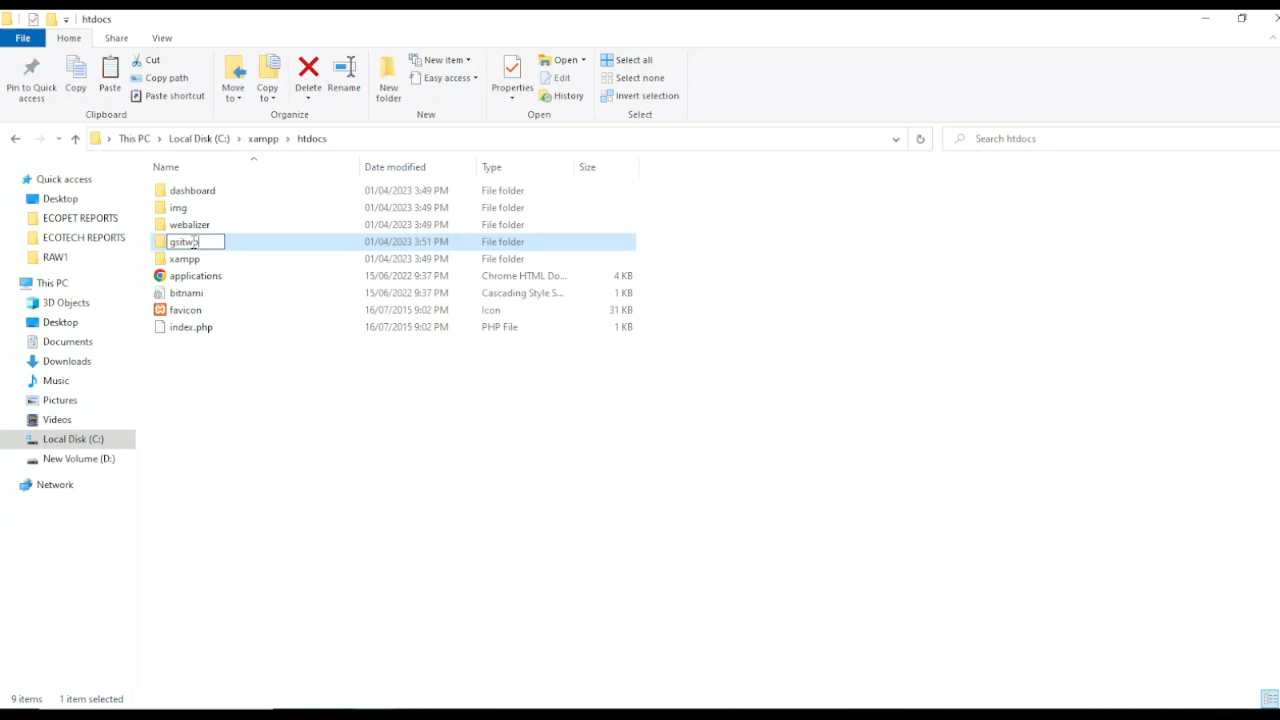 htdocs
File Home Share View
Pin to Quick access
Copy
Paste
Cut
Copy path
Paste shortcut
Clipboard
Move to
Copy to
Delete
Rename
Organize
New folder
New item
Easy access
New
Properties
Open
Edit
History
Open
Select all
Select none
Invert selection
Select
This PC Local Disk (C:) xampp htdocs
Search htdocs
Name Date modified Type Size
Quick access
Desktop
ECOPET REPORTS
ECOTECH REPORTS
RAW1
This PC
3D Objects
Desktop
Documents
Downloads
Music
Pictures
Videos
Local Disk (C:)
New Volume (D:)
Network
dashboard 01/04/2023 3:49 PM File folder
img 01/04/2023 3:49 PM File folder
webalizer 01/04/2023 3:49 PM File folder
01/04/2023 3:51 PM File folder
xampp 01/04/2023 3:49 PM File folder
applications 15/06/2022 9:37 PM Chrome HTML Do... 4 KB
bitnami 15/06/2022 9:37 PM Cascading Style S... 1 KB
favicon 16/07/2015 9:02 PM Icon 31 KB
index.php 16/07/2015 9:02 PM PHP File 1 KB
9 items 1 item selected